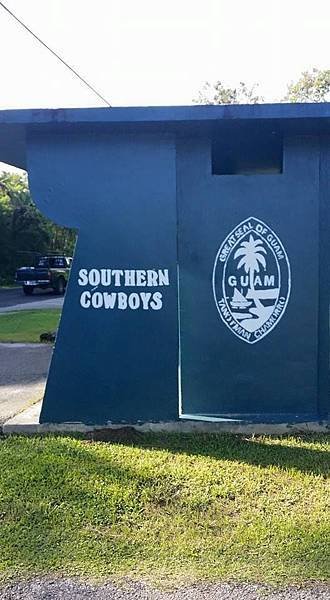 SOUTHERN
COWBOYS
GREAT SEAL OF GUAM
GUAM
TANO I'MAN CHAMORRO